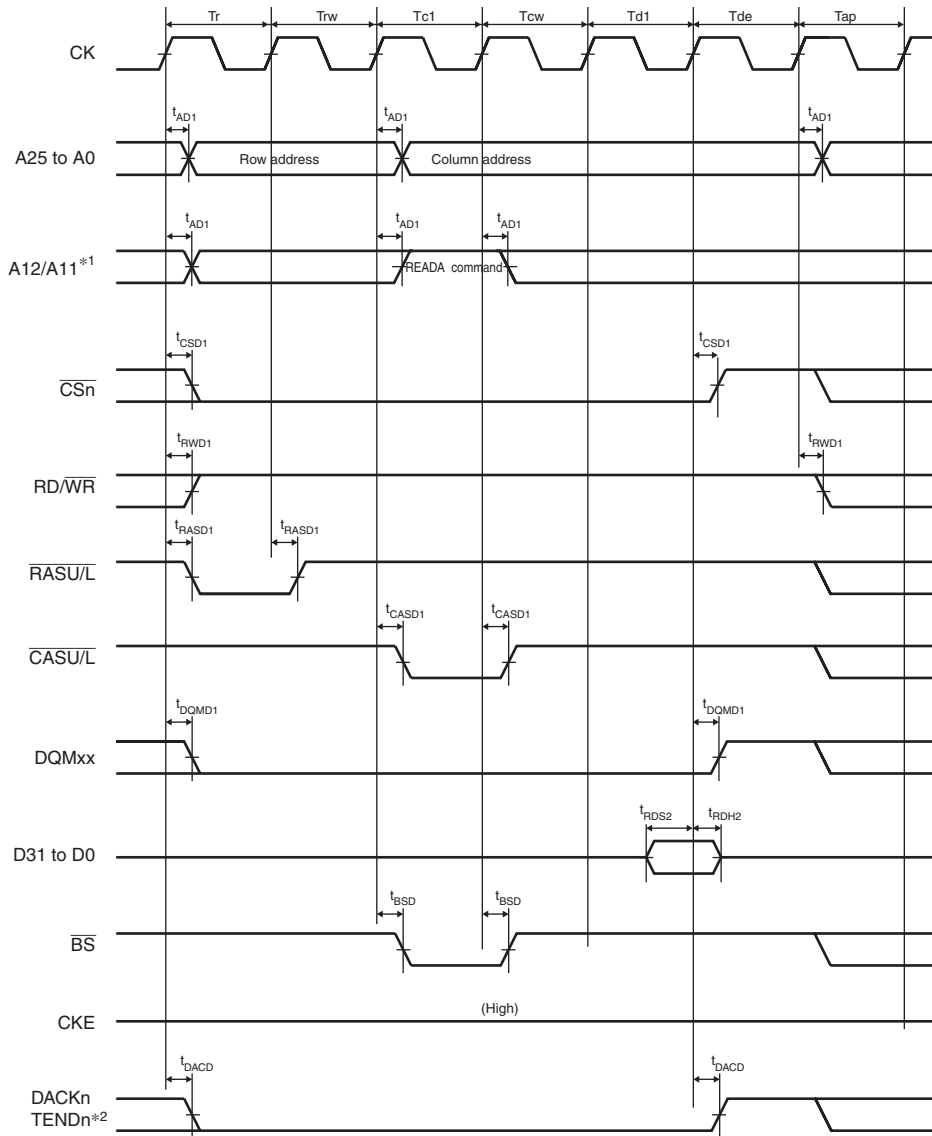 Tr Trw Tc1 Tcw Td1 Tde Tap
CK
tAD1 tAD1 tAD1
A25 to A0 Row address Column address
tAD1 tAD1 tAD1
A12/A11*1 READA command
tCSD1 tCSD1
CSn
tRWD1 tRWD1
RD/WR
tRASD1 tRASD1
RASU/L
tCASD1 tCASD1
CASU/L
tDQMD1 tDQMD1
DQMxx
tRDS2 tRDH2
D31 to D0
tBSD tBSD
BS
(High)
CKE
tDACD tDACD
DACKn
TENDn*2